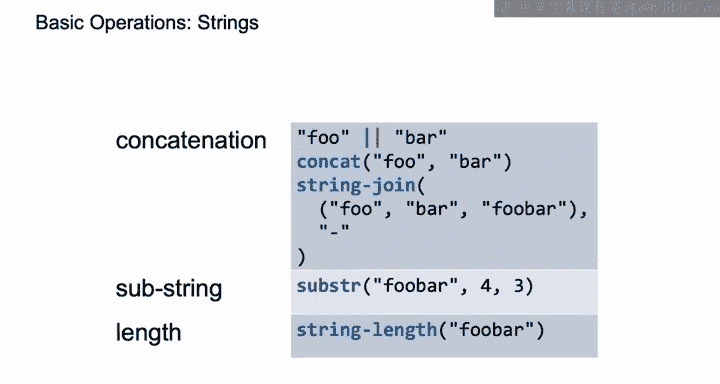 Basic Operations: Strings
concatenation
"foo" || "bar"
concat("foo", "bar")
string-join(
("foo", "bar", "foobar"),
"-"
)
sub-string
substr("foobar", 4, 3)
length
string-length("foobar")